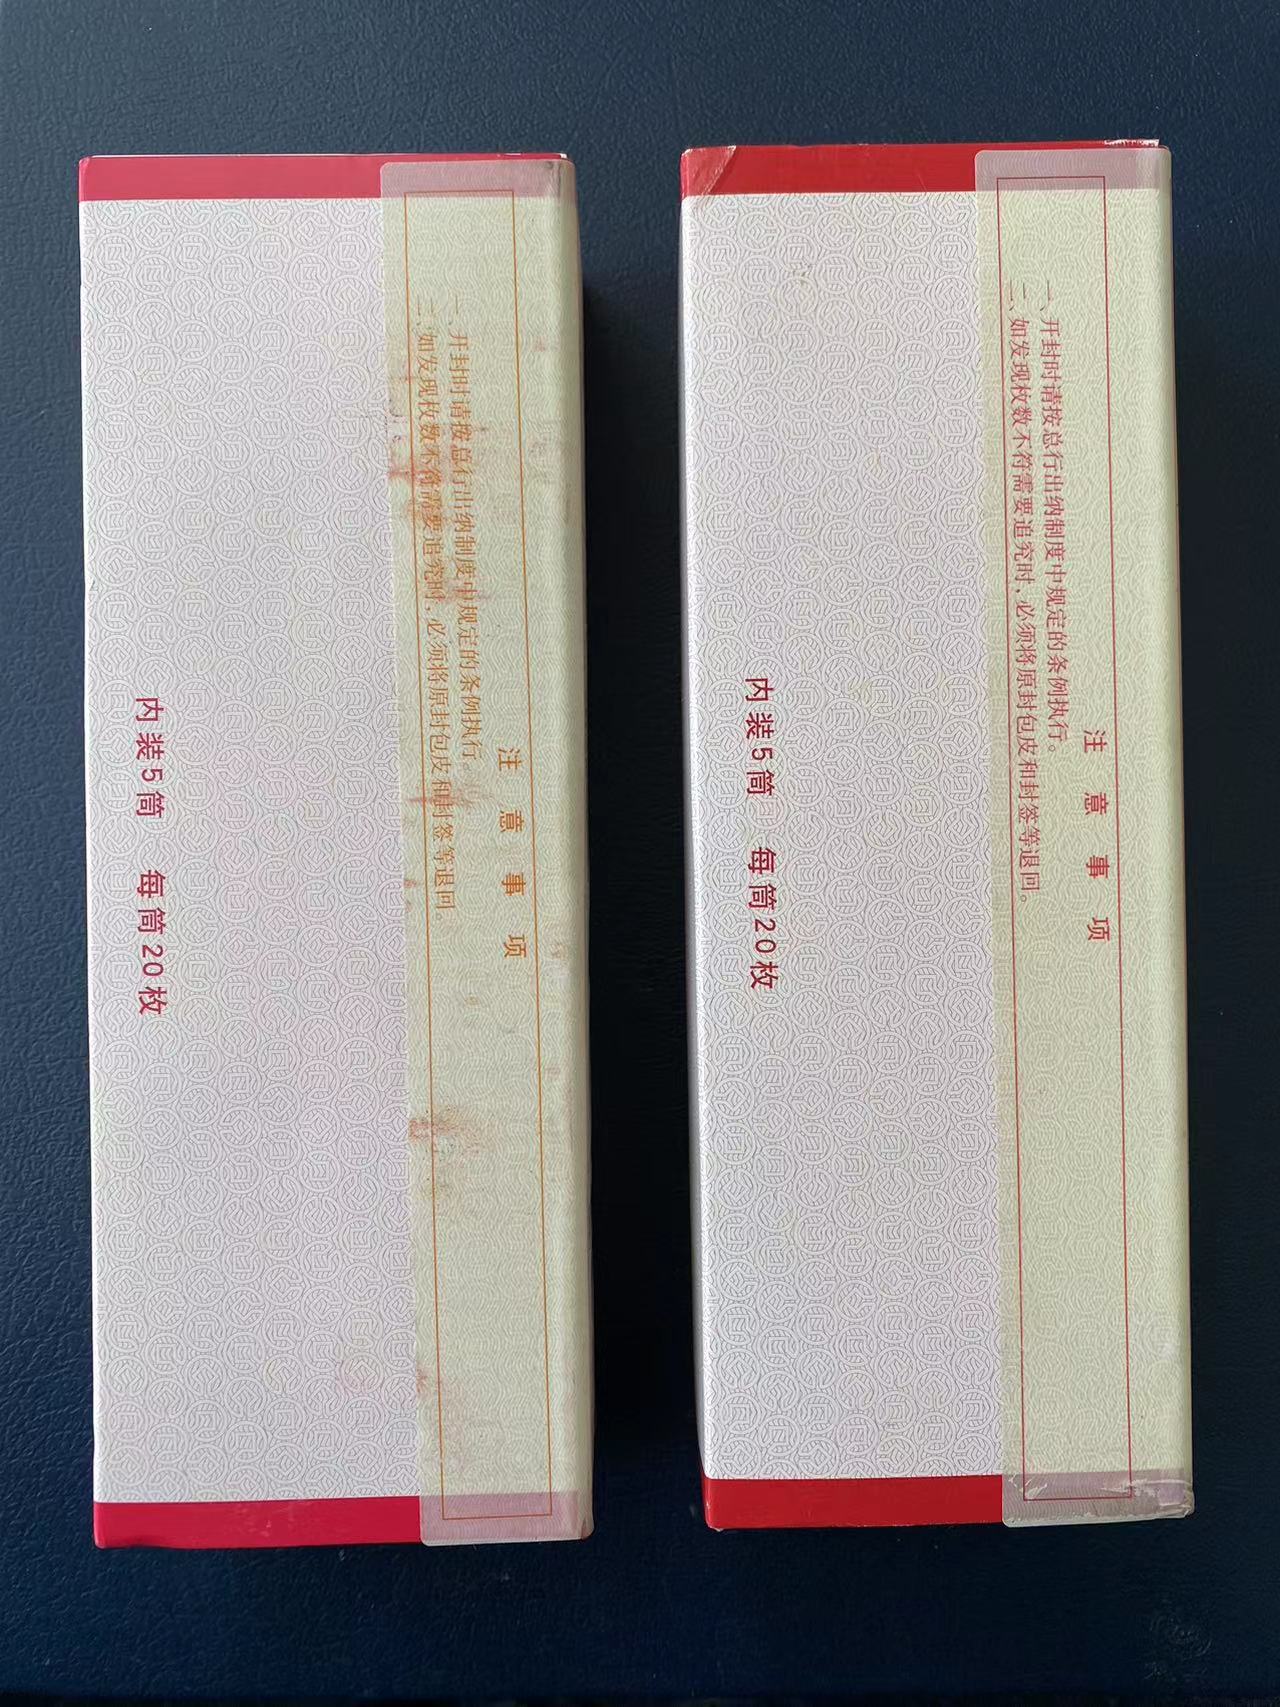 内装5筒 每筒20枚
注意事项
一、开封时请按总行出纳制度中规定的条例执行。
二、如发现枚数不符需要追究时，必须将原封包皮和封签等退回。
内装5筒 每筒20枚
注意事项
一、开封时请按总行出纳制度中规定的条例执行。
二、如发现枚数不符需要追究时，必须将原封包皮和封签等退回。